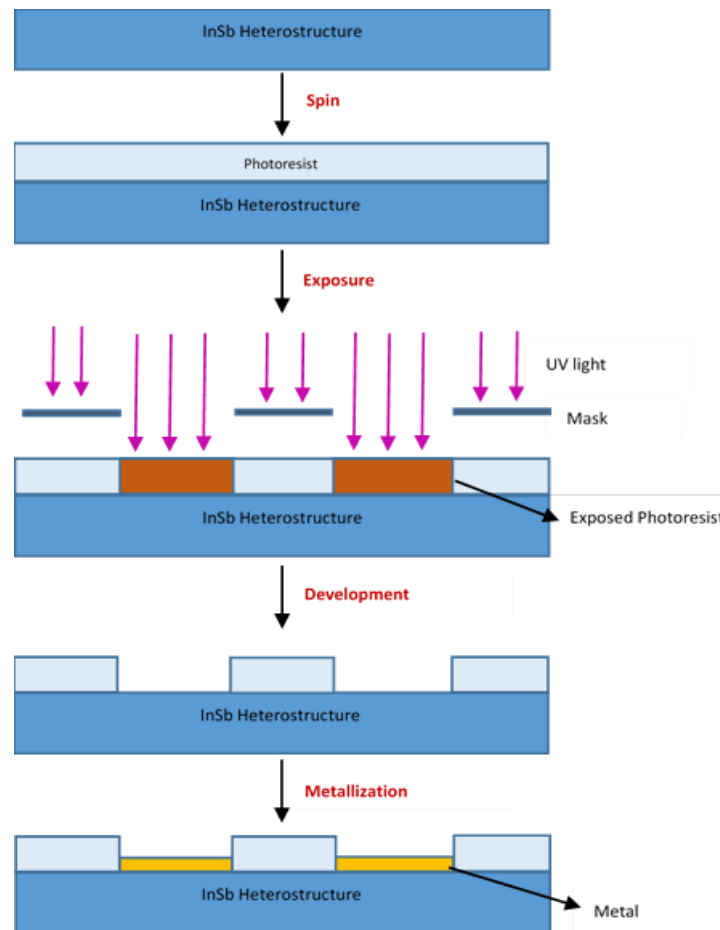 InSb Heterostructure
Spin
Photoresist
InSb Heterostructure
Exposure
UV light
Mask
InSb Heterostructure
Exposed Photoresist
Development
InSb Heterostructure
Metallization
InSb Heterostructure
Metal